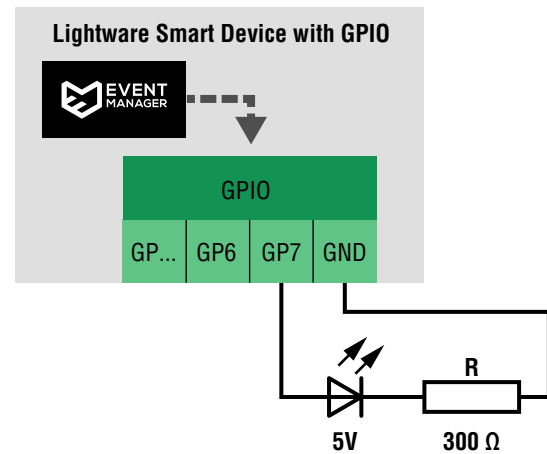 Lightware Smart Device with GPIO
EVENT
MANAGER
GPIO
GP... GP6 GP7 GND
R
5V 300 Ω